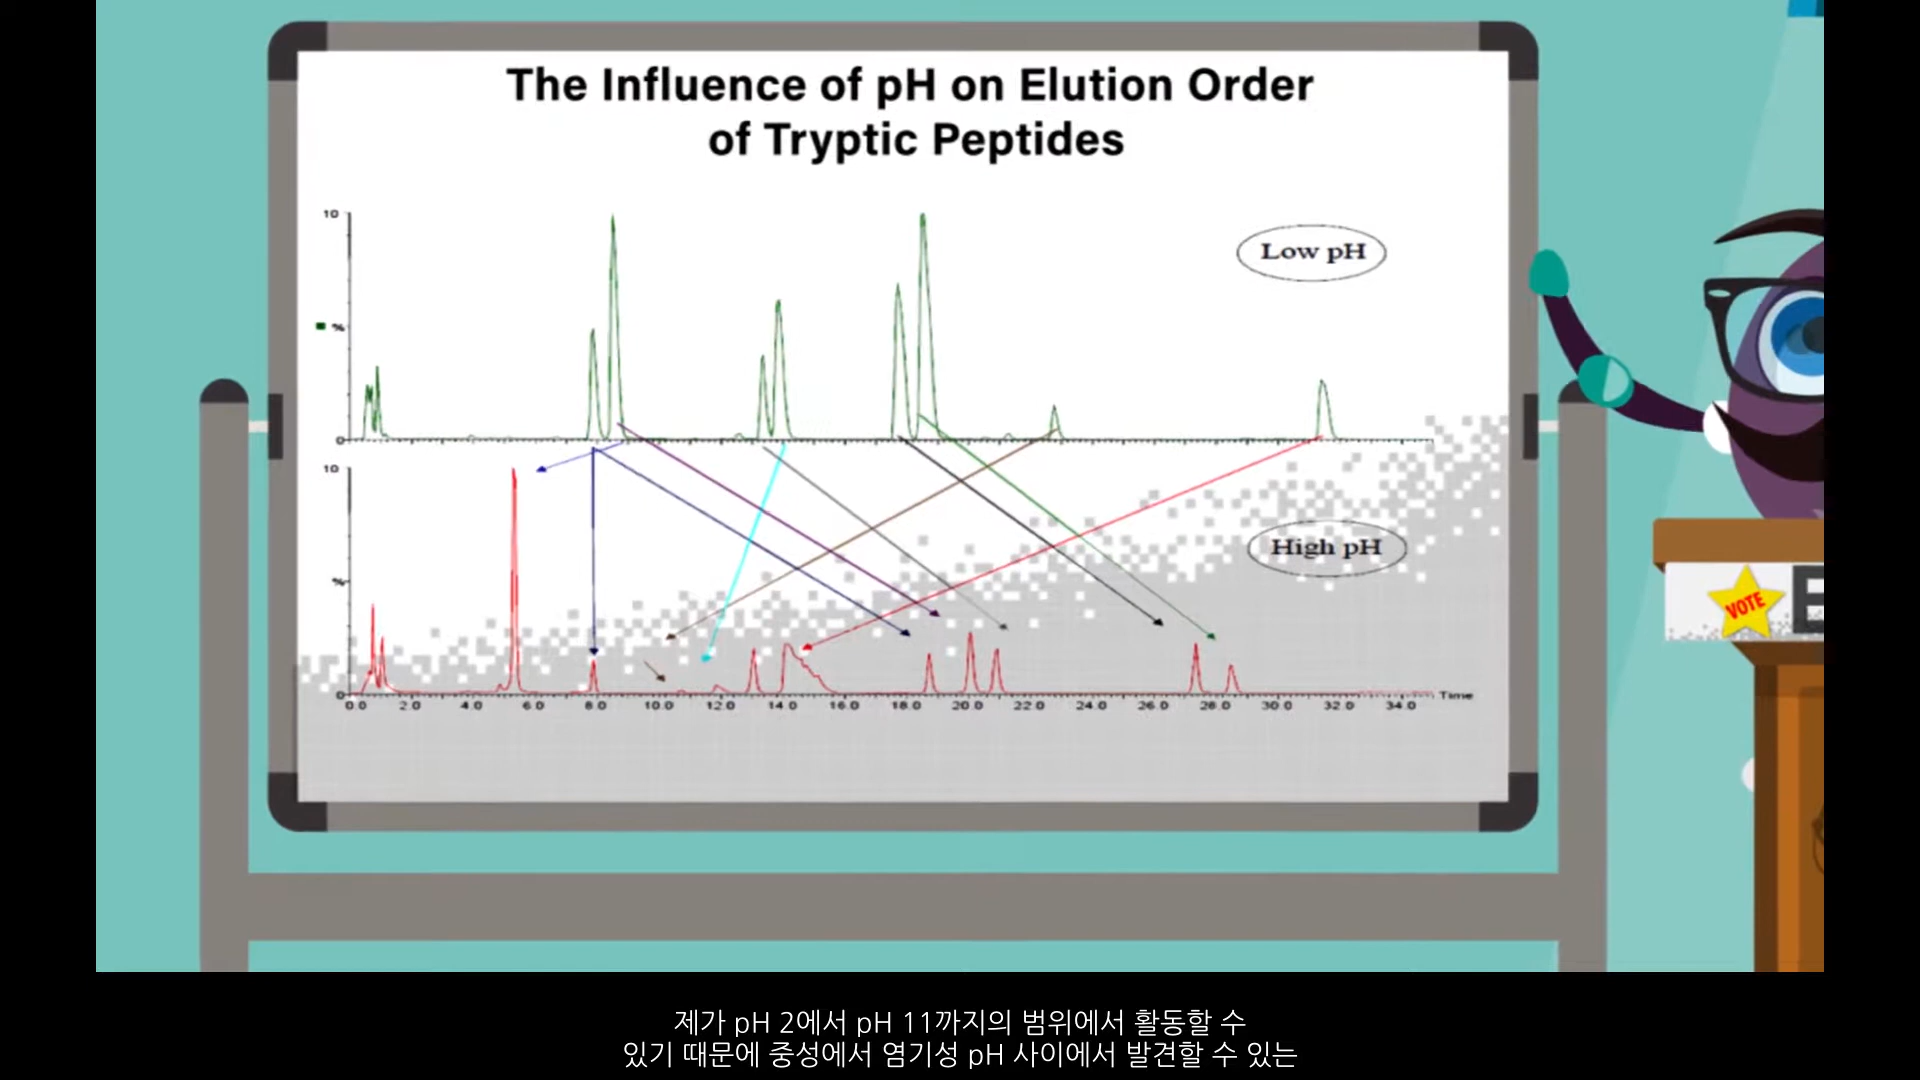 The Influence of pH on Elution Order
of Tryptic Peptides
10
%
0
Low pH
10
%
0
High pH
0.0 2.0 4.0 6.0 8.0 10.0 12.0 14.0 16.0 18.0 20.0 22.0 24.0 26.0 28.0 30.0 32.0 34.0 Time
VOTE
제가 pH 2에서 pH 11까지의 범위에서 활동할 수
있기 때문에 중성에서 염기성 pH 사이에서 발견할 수 있는